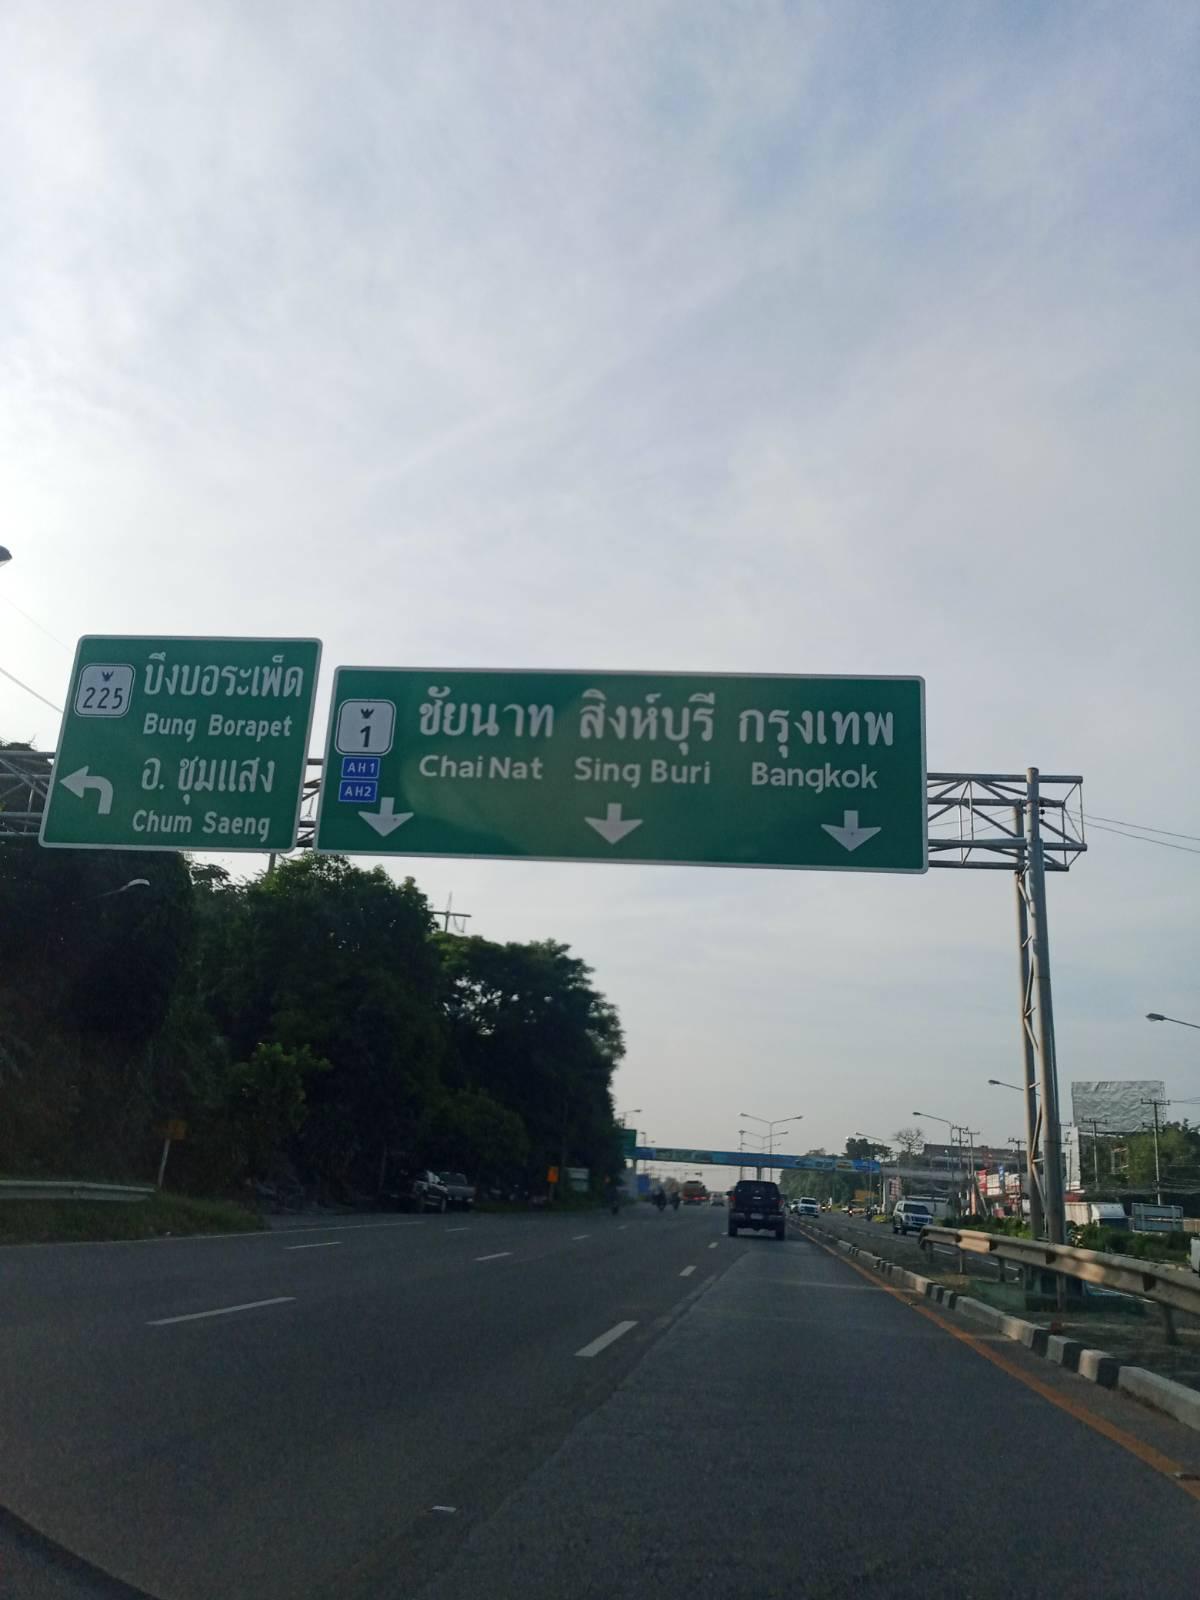 225
บึงบอระเพ็ด
Bung Borapet
อ. ชุมแสง
Chum Saeng
1
AH1
AH2
ชัยนาท สิงห์บุรี กรุงเทพ
Chai Nat Sing Buri Bangkok